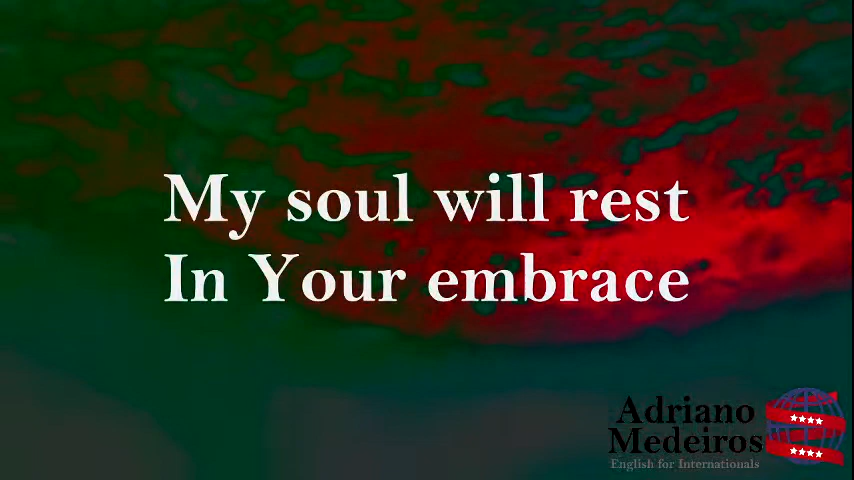 My soul will rest
In Your embrace
Adriano
Medeiros
English for Internationals